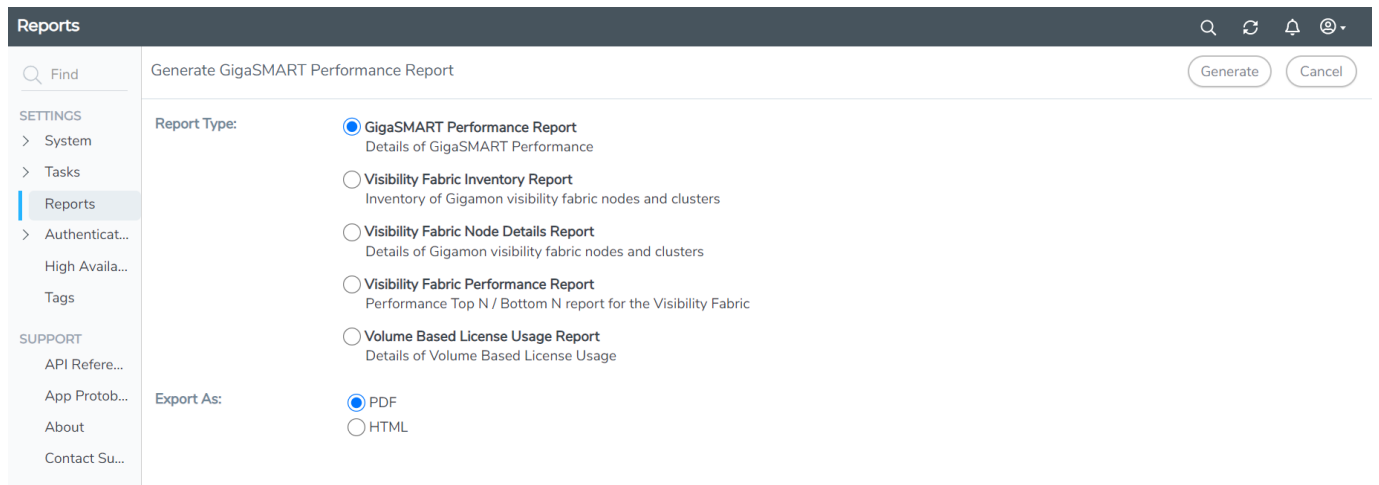 Reports
Find
Generate GigaSMART Performance Report
Generate
Cancel
SETTINGS
System
Tasks
Reports
Authenticat...
High Availa...
Tags
SUPPORT
API Refere...
App Protob...
About
Contact Su...
Report Type:
GigaSMART Performance Report
Details of GigaSMART Performance
Visibility Fabric Inventory Report
Inventory of Gigamon visibility fabric nodes and clusters
Visibility Fabric Node Details Report
Details of Gigamon visibility fabric nodes and clusters
Visibility Fabric Performance Report
Performance Top N / Bottom N report for the Visibility Fabric
Volume Based License Usage Report
Details of Volume Based License Usage
Export As:
PDF
HTML